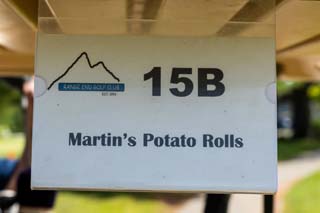 RANGE END GOLF CLUB
15B
Martin's Potato Rolls